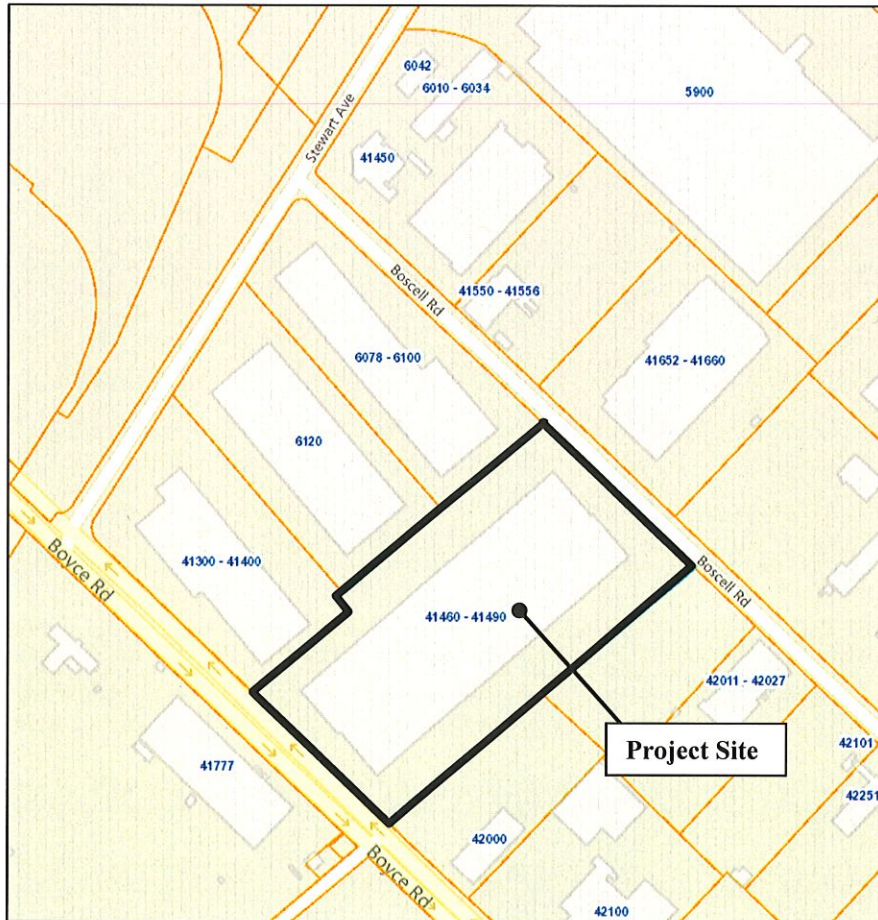 6042
6010 - 6034
5900
Stewart Ave
41450
Boscell Rd
41550 - 41556
6078 - 6100
41652 - 41660
6120
41300 - 41400
Boyce Rd
41460 - 41490
Boscell Rd
42011 - 42027
Project Site
41777
42101
42251
42000
Boyce Rd
42100